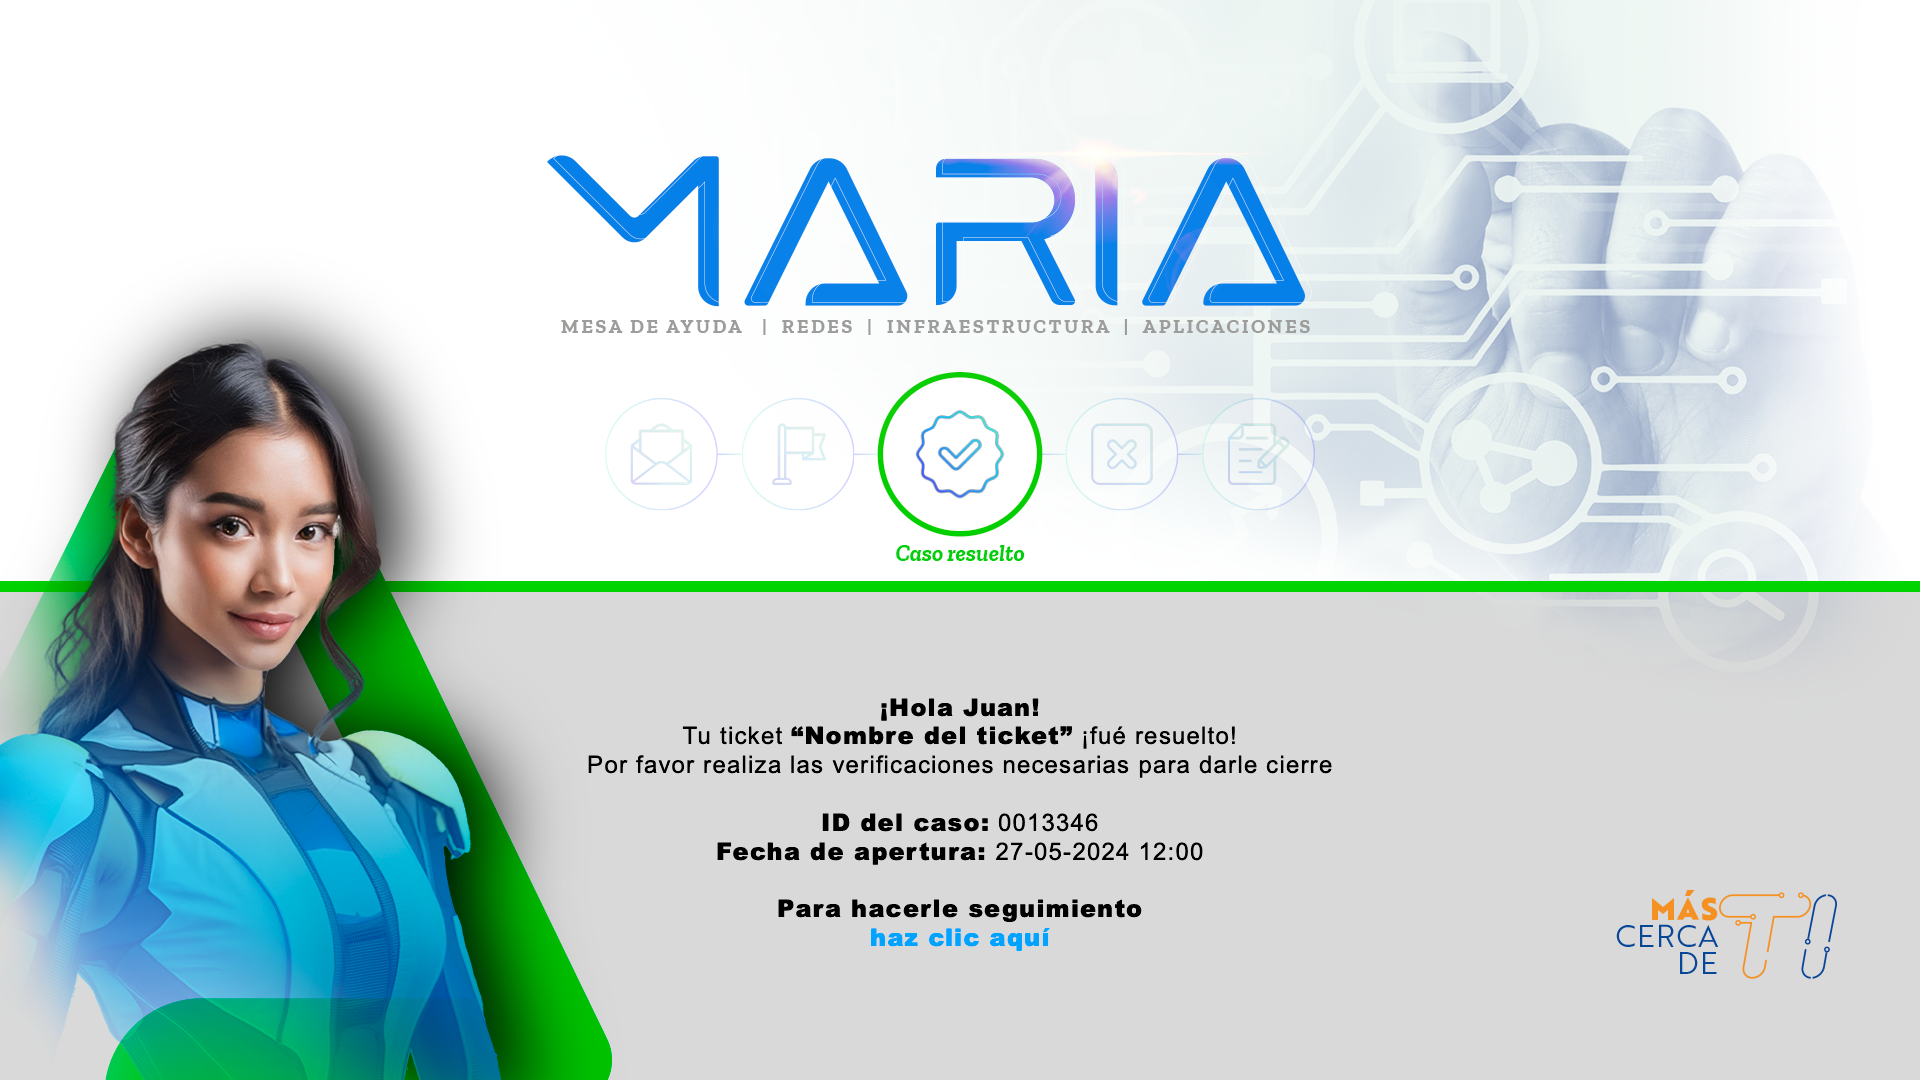 MARIA
MESA DE AYUDA | REDES | INFRAESTRUCTURA | APLICACIONES
Caso resuelto
¡Hola Juan!
Tu ticket “Nombre del ticket” ¡fué resuelto!
Por favor realiza las verificaciones necesarias para darle cierre
ID del caso: 0013346
Fecha de apertura: 27-05-2024 12:00
Para hacerle seguimiento
haz clic aquí
MÁS
CERCA
DE TI